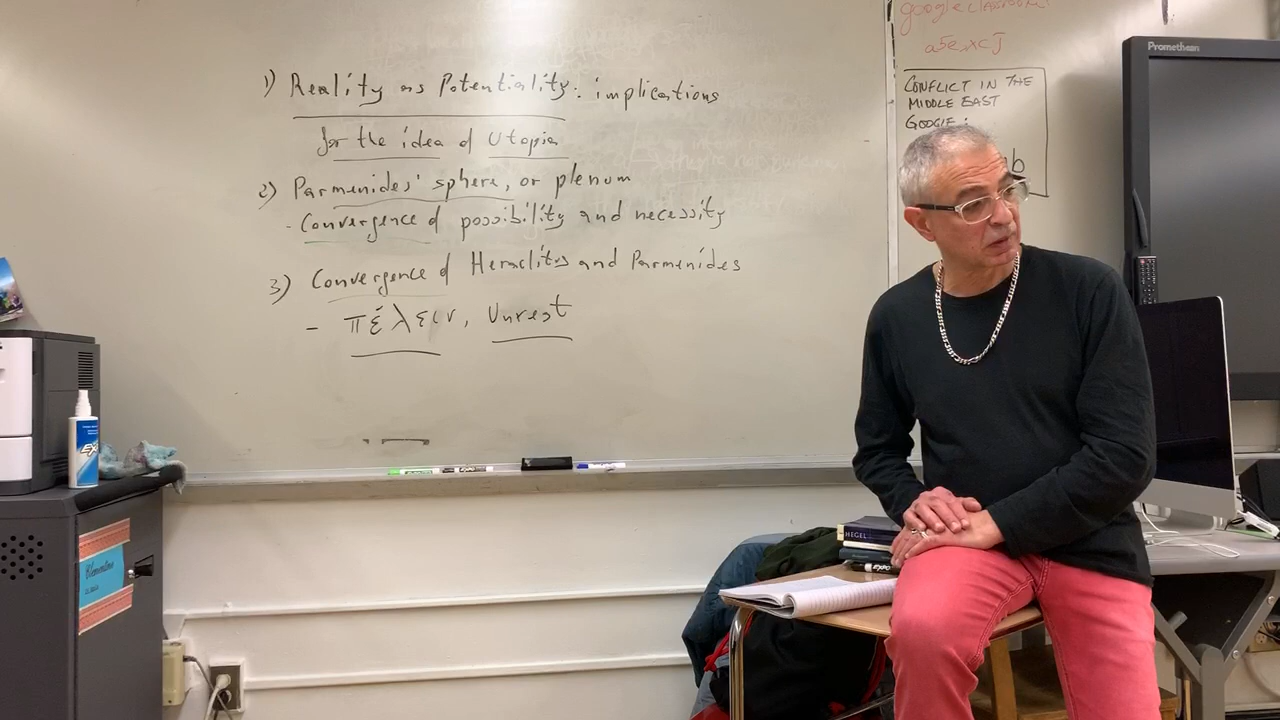 1) Reality as Potentiality: implications
for the idea of Utopia
2) Parmenides' sphere, or plenum
- Convergence of possibility and necessity
3) Convergence of Heraclitus and Parmenides
- πέλειν, Unrest
google classroom:
CONFLICT IN THE
MIDDLE EAST
GOOGLE:
Promethean
HEGEL
EXPO